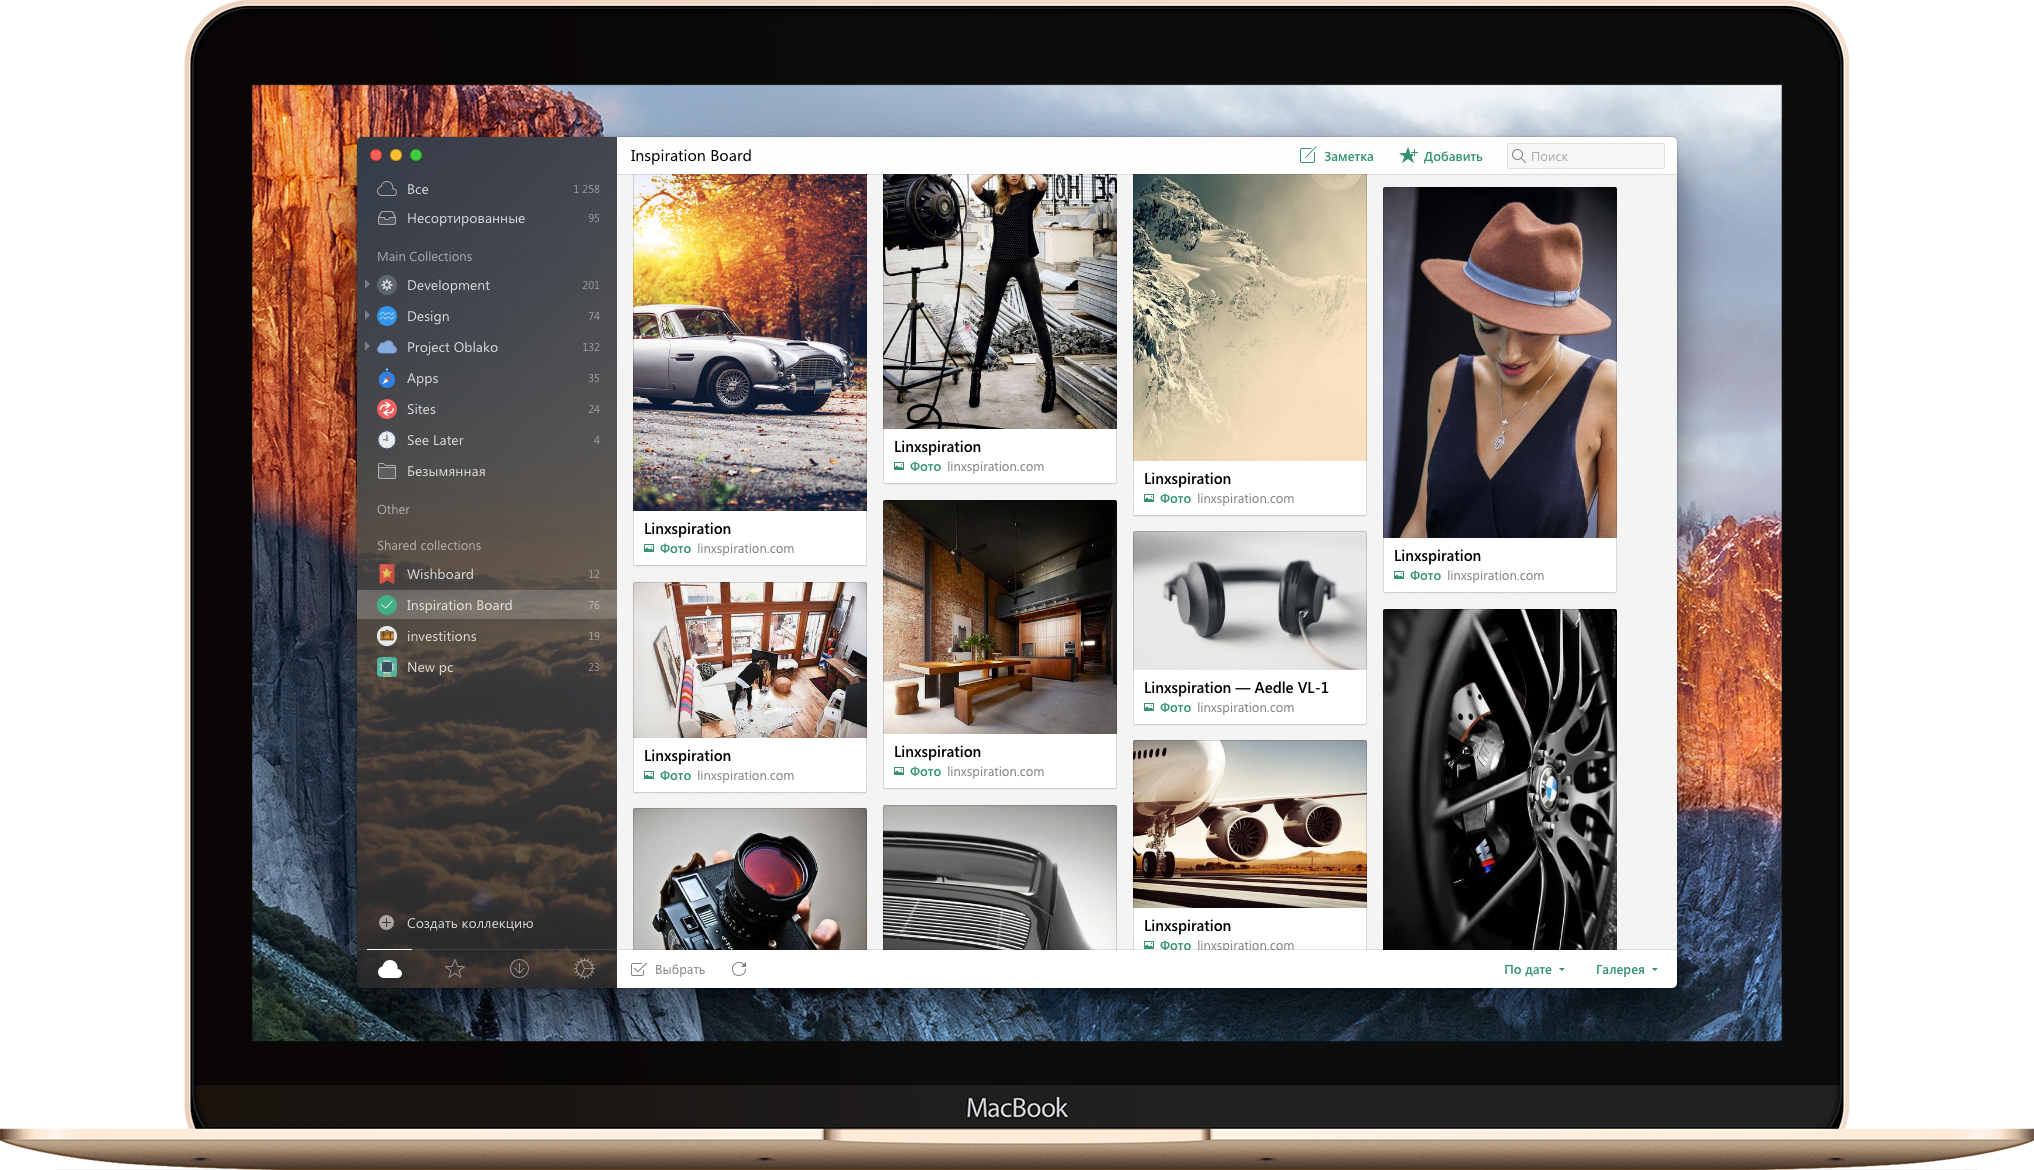 Inspiration Board
Заметка
Добавить
Поиск
Все 1 258
Несортированные 95
Main Collections
Development 201
Design 74
Project Oblako 132
Apps 35
Sites 24
See Later 4
Безымянная
Other
Shared collections
Wishboard 12
Inspiration Board 76
investitions 19
New pc 23
Создать коллекцию
Linxspiration
Фото linxspiration.com
Linxspiration
Фото linxspiration.com
Linxspiration
Фото linxspiration.com
Linxspiration
Фото linxspiration.com
Linxspiration
Фото linxspiration.com
Linxspiration
Фото linxspiration.com
Linxspiration — Aedle VL-1
Фото linxspiration.com
Linxspiration
Фото linxspiration.com
Выбрать
По дате
Галерея
MacBook